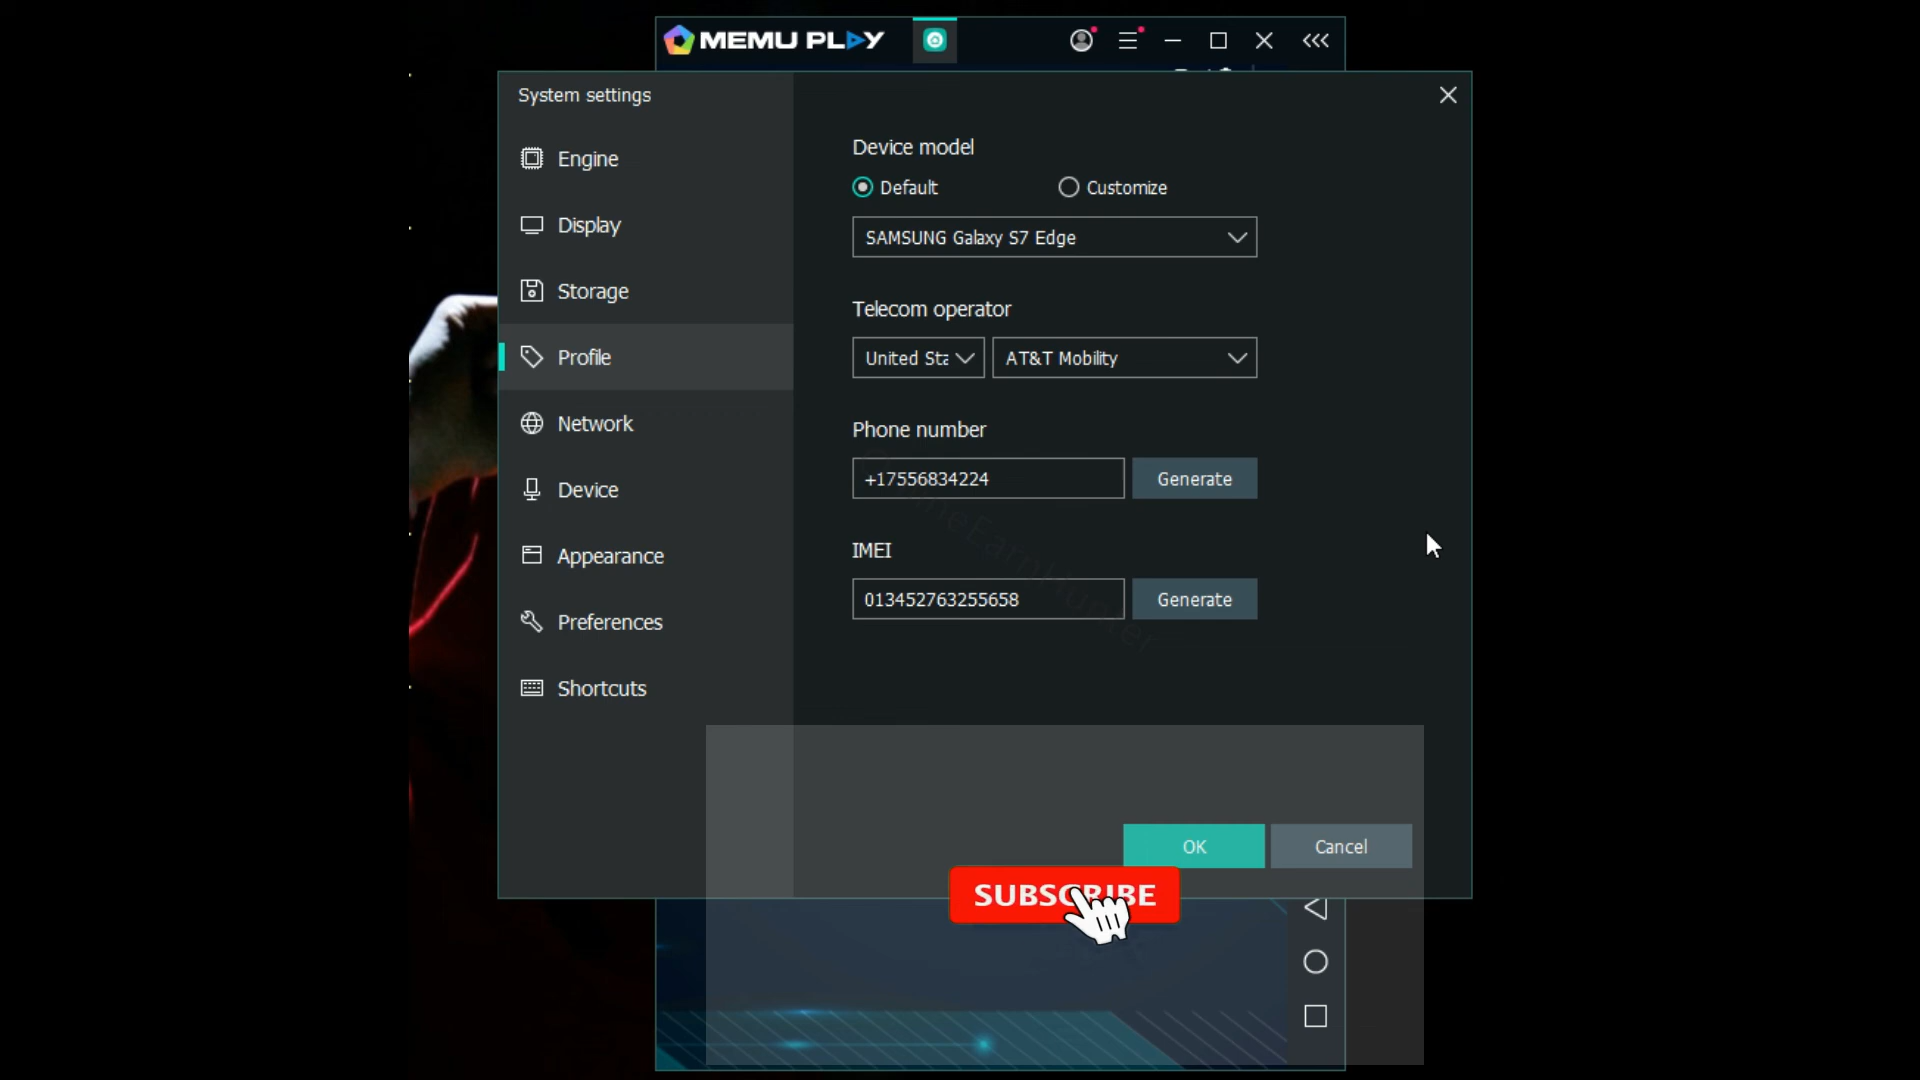 MEMU PLAY
System settings
Engine
Display
Storage
Profile
Network
Device
Appearance
Preferences
Shortcuts
Device model
Default
Customize
SAMSUNG Galaxy S7 Edge
Telecom operator
United Sta
AT&T Mobility
Phone number
+17556834224
Generate
IMEI
013452763255658
Generate
OK
Cancel
SUBSCRIBE